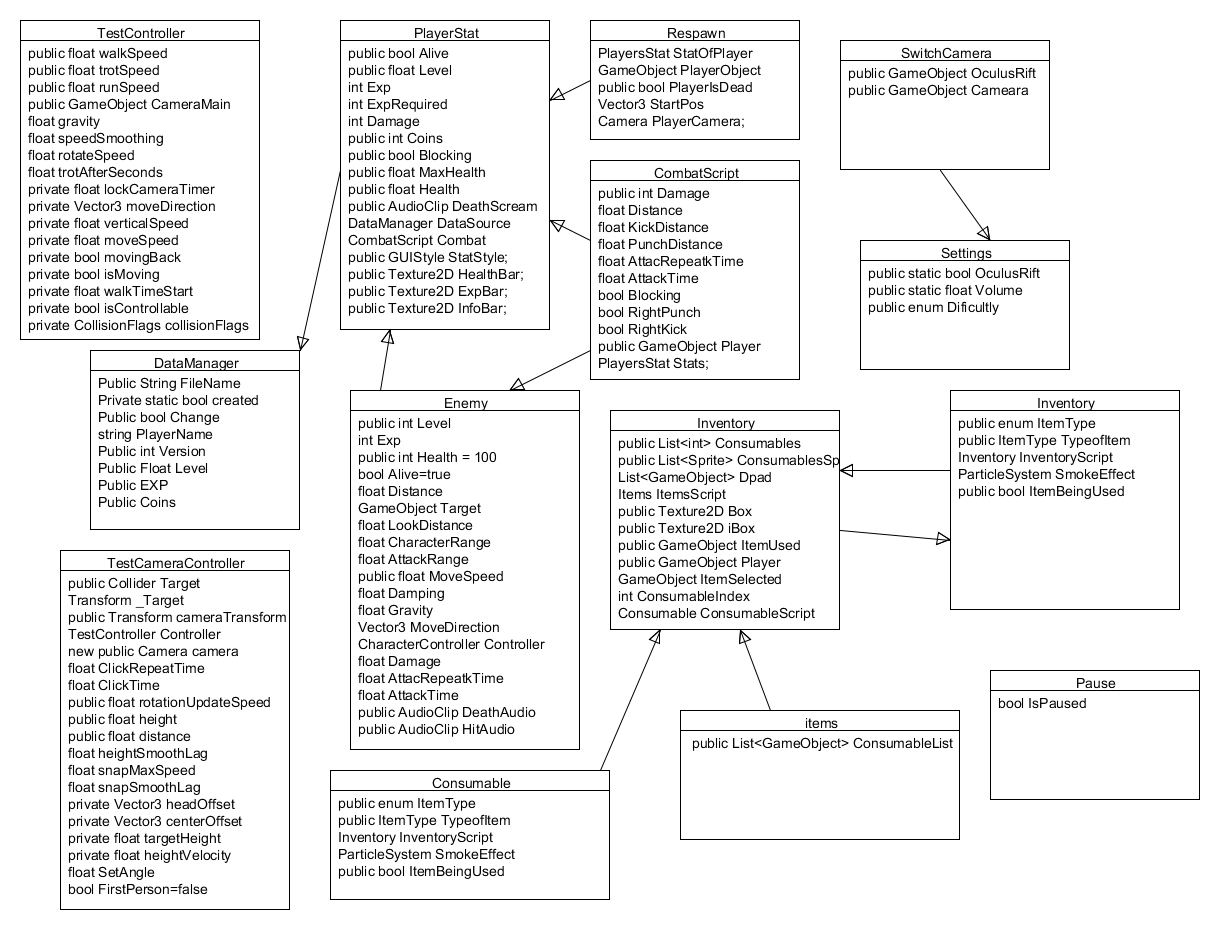 TestController
public float walkSpeed
public float trotSpeed
public float runSpeed
public GameObject CameraMain
float gravity
float speedSmoothing
float rotateSpeed
float trotAfterSeconds
private float lockCameraTimer
private Vector3 moveDirection
private float verticalSpeed
private float moveSpeed
private bool movingBack
private bool isMoving
private float walkTimeStart
private bool isControllable
private CollisionFlags collisionFlags
PlayerStat
public bool Alive
public float Level
int Exp
int ExpRequired
int Damage
public int Coins
public bool Blocking
public float MaxHealth
public float Health
public AudioClip DeathScream
DataManager DataSource
CombatScript Combat
public GUIStyle StatStyle;
public Texture2D HealthBar;
public Texture2D ExpBar;
public Texture2D InfoBar;
Respawn
PlayersStat StatOfPlayer
GameObject PlayerObject
public bool PlayerIsDead
Vector3 StartPos
Camera PlayerCamera;
SwitchCamera
public GameObject OculusRift
public GameObject Cameara
CombatScript
public int Damage
float Distance
float KickDistance
float PunchDistance
float AttacRepeatkTime
float AttackTime
bool Blocking
bool RightPunch
bool RightKick
public GameObject Player
PlayersStat Stats;
Settings
public static bool OculusRift
public static float Volume
public enum Dificultly
DataManager
Public String FileName
Private static bool created
Public bool Change
string PlayerName
Public int Version
Public Float Level
Public EXP
Public Coins
Enemy
public int Level
int Exp
public int Health = 100
bool Alive=true
float Distance
GameObject Target
float LookDistance
float CharacterRange
float AttackRange
public float MoveSpeed
float Damping
float Gravity
Vector3 MoveDirection
CharacterController Controller
float Damage
float AttacRepeatkTime
float AttackTime
public AudioClip DeathAudio
public AudioClip HitAudio
Inventory
public List<int> Consumables
public List<Sprite> ConsumablesSp
List<GameObject> Dpad
Items ItemsScript
public Texture2D Box
public Texture2D iBox
public GameObject ItemUsed
public GameObject Player
GameObject ItemSelected
int ConsumableIndex
Consumable ConsumableScript
Inventory
public enum ItemType
public ItemType TypeofItem
Inventory InventoryScript
ParticleSystem SmokeEffect
public bool ItemBeingUsed
TestCameraController
public Collider Target
Transform _Target
public Transform cameraTransform
TestController Controller
new public Camera camera
float ClickRepeatTime
float ClickTime
public float rotationUpdateSpeed
public float height
public float distance
float heightSmoothLag
float snapMaxSpeed
float snapSmoothLag
private Vector3 headOffset
private Vector3 centerOffset
private float targetHeight
private float heightVelocity
float SetAngle
bool FirstPerson=false
Pause
bool IsPaused
items
public List<GameObject> ConsumableList
Consumable
public enum ItemType
public ItemType TypeofItem
Inventory InventoryScript
ParticleSystem SmokeEffect
public bool ItemBeingUsed